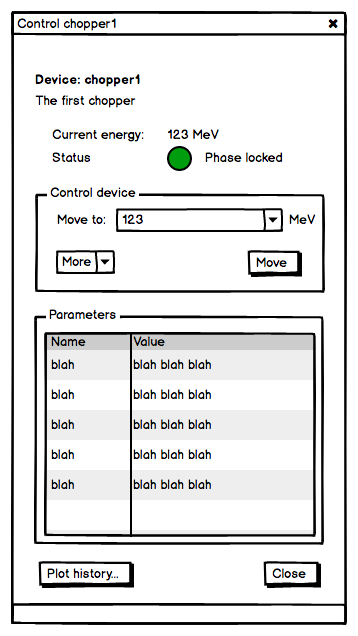 Control chopper1
Device: chopper1
The first chopper
Current energy: 123 MeV
Status Phase locked
Control device
Move to: 123 MeV
More Move
Parameters
Name Value
blah blah blah blah
blah blah blah blah
blah blah blah blah
blah blah blah blah
blah blah blah blah
Plot history... Close